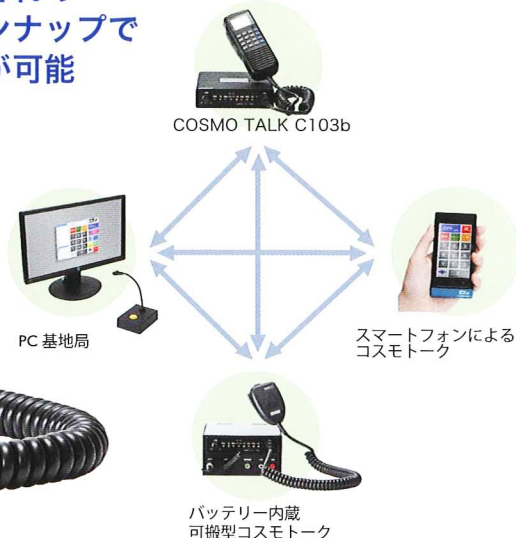 ンナップで
が可能
COSMO TALK C103b
PC 基地局
スマートフォンによる
コスモトーク
バッテリー内蔵
可搬型コスモトーク